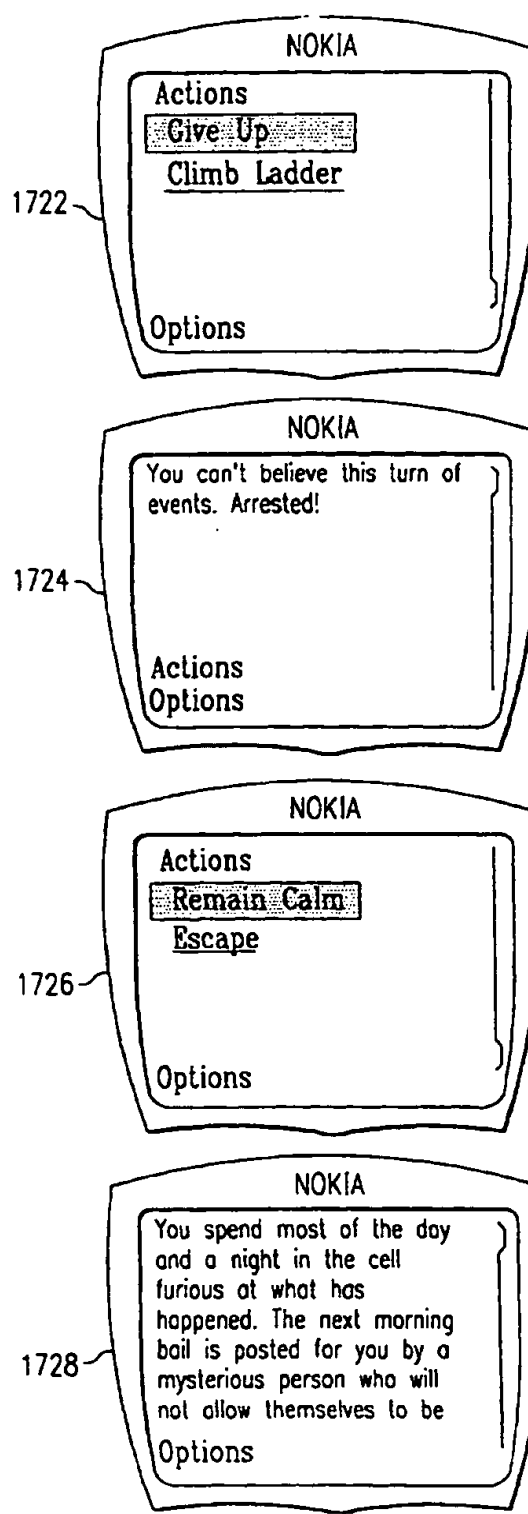 NOKIA
Actions
Give Up
Climb Ladder
1722
Options
NOKIA
You can't believe this turn of
events. Arrested!
1724
Actions
Options
NOKIA
Actions
Remain Calm
Escape
1726
Options
NOKIA
You spend most of the day
and a night in the cell
furious at what has
happened. The next morning
bail is posted for you by a
1728
mysterious person who will
not allow themselves to be
Options